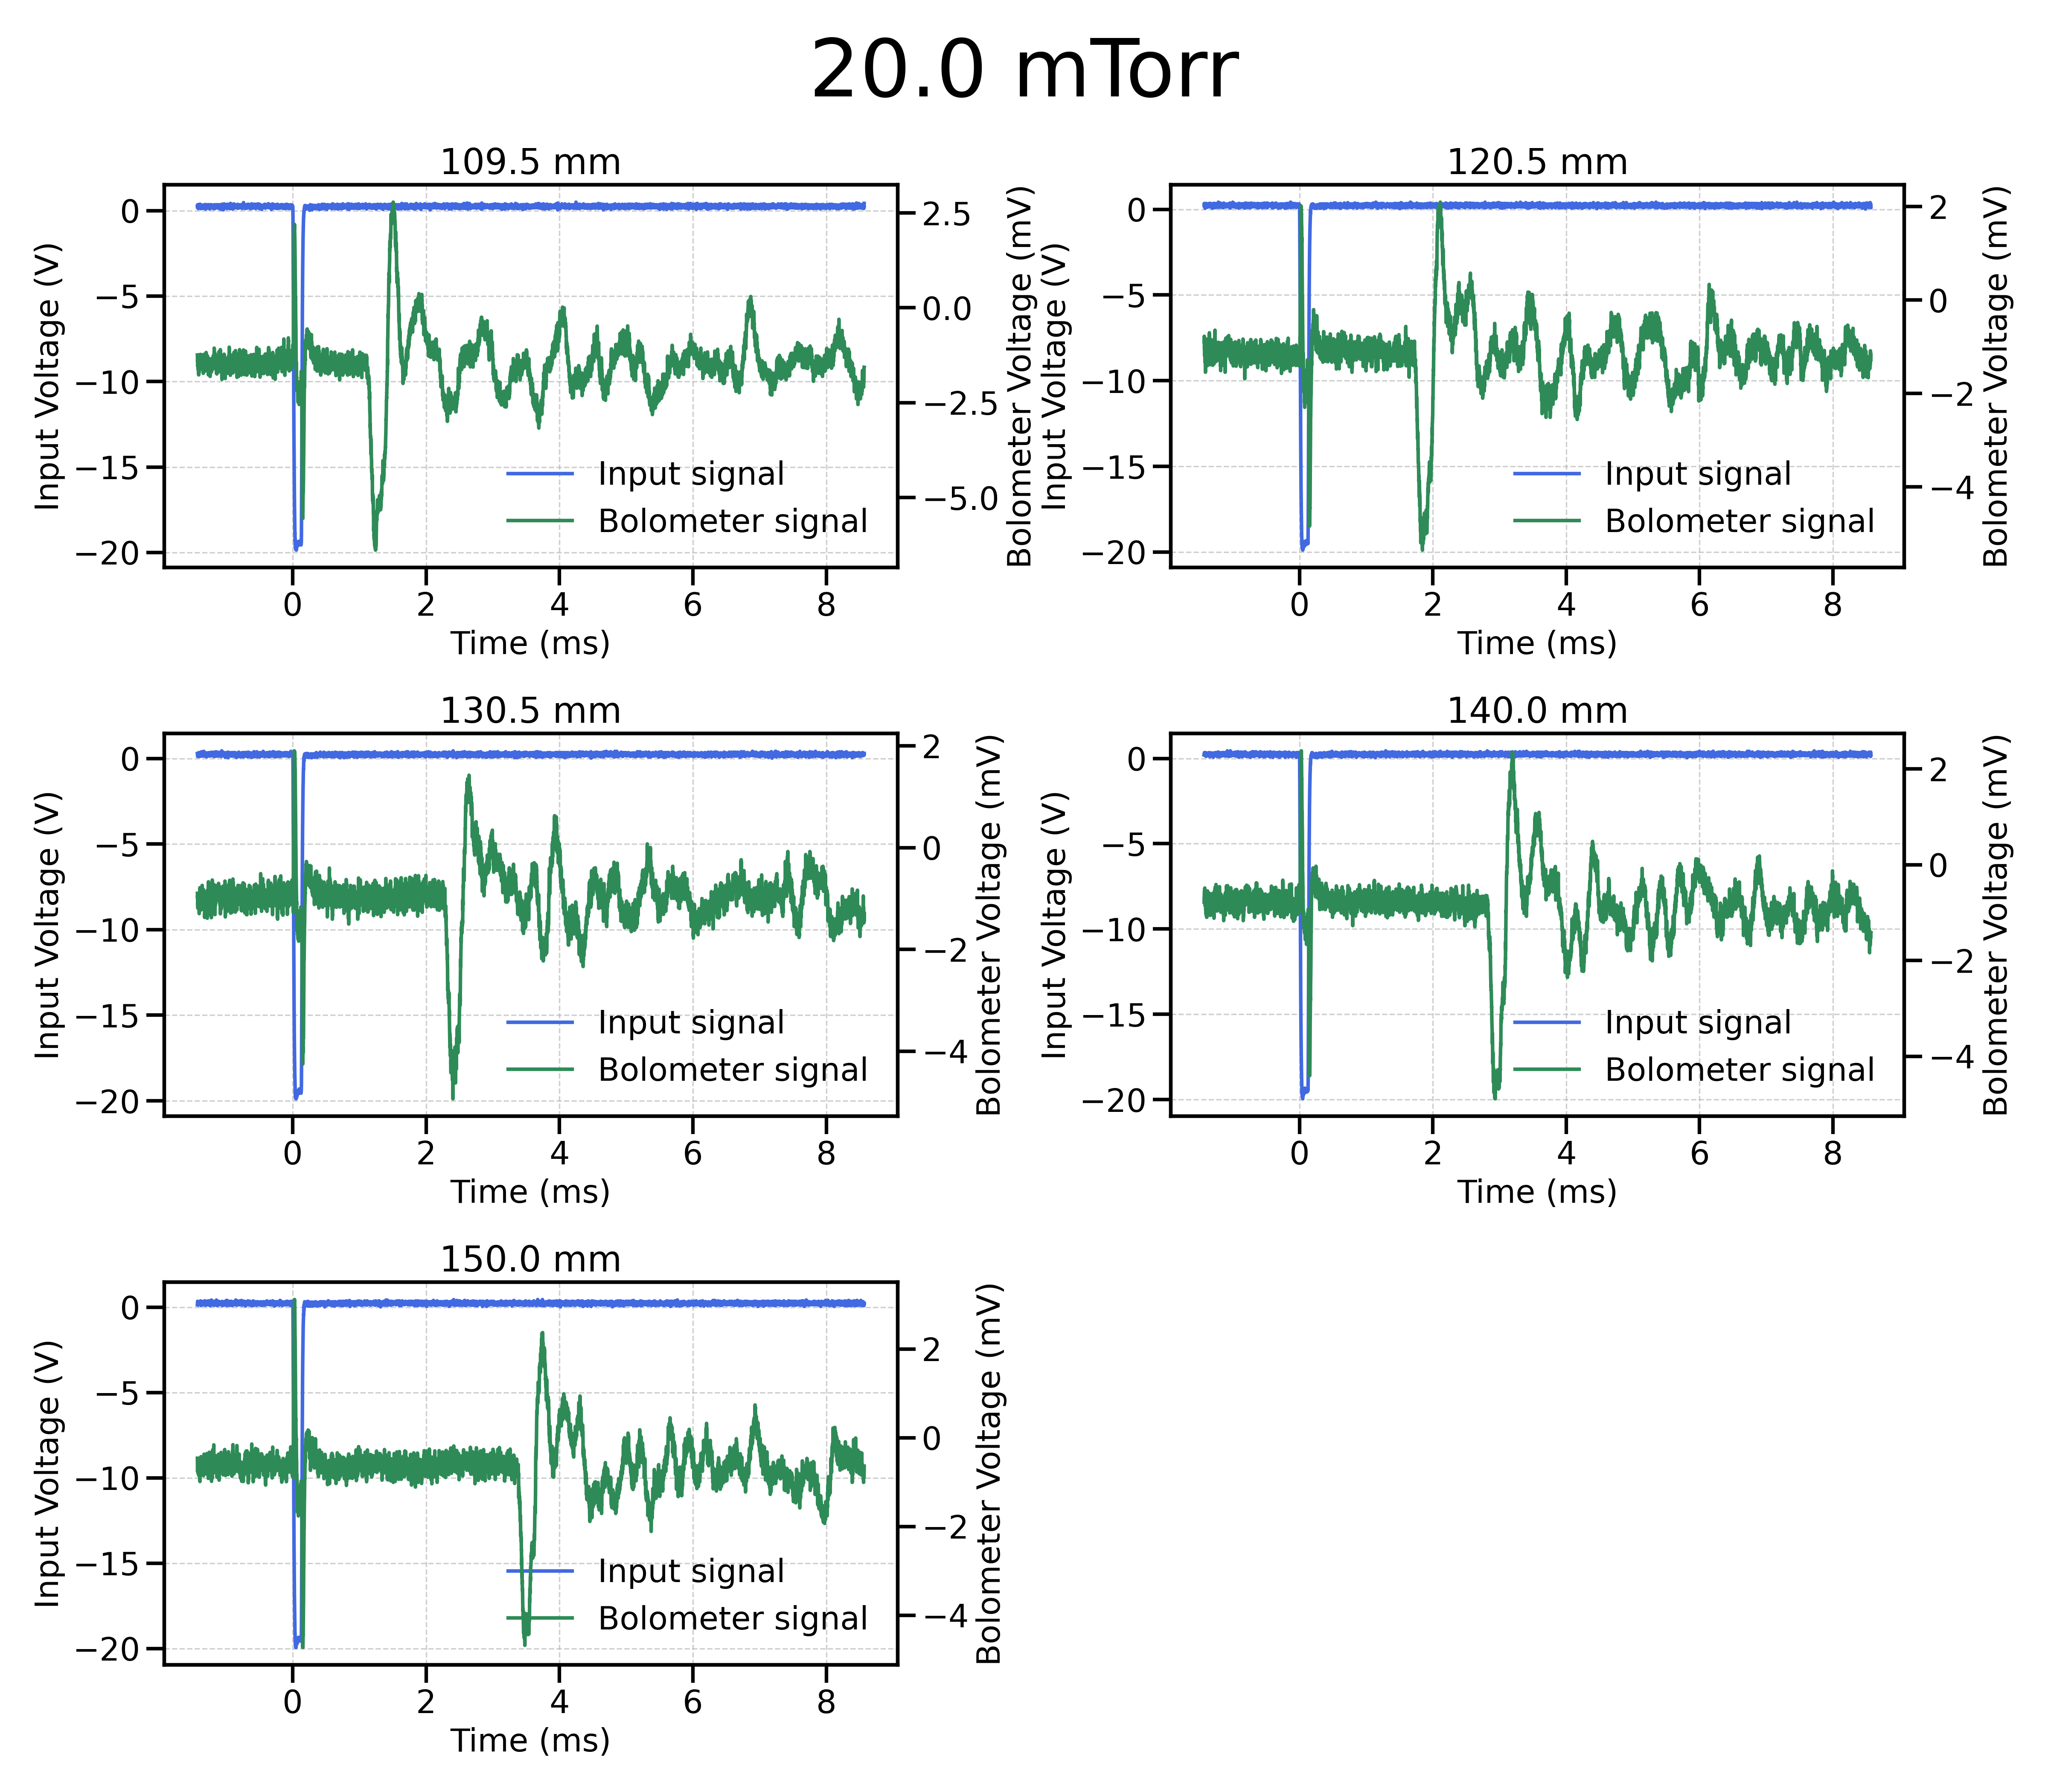 20.0 mTorr
109.5 mm
Input Voltage (V)
0
−5
−10
−15
−20
2.5
0.0
−2.5
−5.0
Bolometer Voltage (mV)
Input signal
Bolometer signal
0 2 4 6 8
Time (ms)
120.5 mm
Input Voltage (V)
0
−5
−10
−15
−20
2
0
−2
−4
Bolometer Voltage (mV)
Input signal
Bolometer signal
0 2 4 6 8
Time (ms)
130.5 mm
Input Voltage (V)
0
−5
−10
−15
−20
2
0
−2
−4
Bolometer Voltage (mV)
Input signal
Bolometer signal
0 2 4 6 8
Time (ms)
140.0 mm
Input Voltage (V)
0
−5
−10
−15
−20
2
0
−2
−4
Bolometer Voltage (mV)
Input signal
Bolometer signal
0 2 4 6 8
Time (ms)
150.0 mm
Input Voltage (V)
0
−5
−10
−15
−20
2
0
−2
−4
Bolometer Voltage (mV)
Input signal
Bolometer signal
0 2 4 6 8
Time (ms)